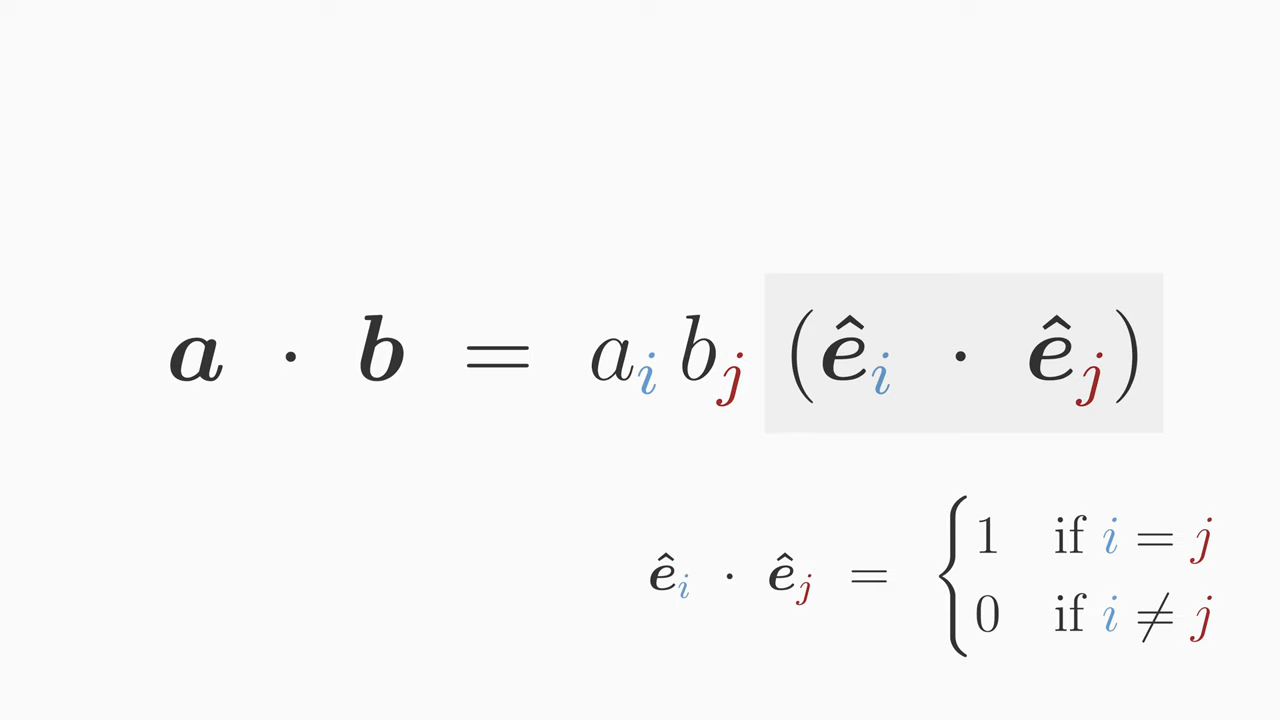 a · b = a_i b_j (ê_i · ê_j)
ê_i · ê_j = { 1 if i = j
0 if i ≠ j